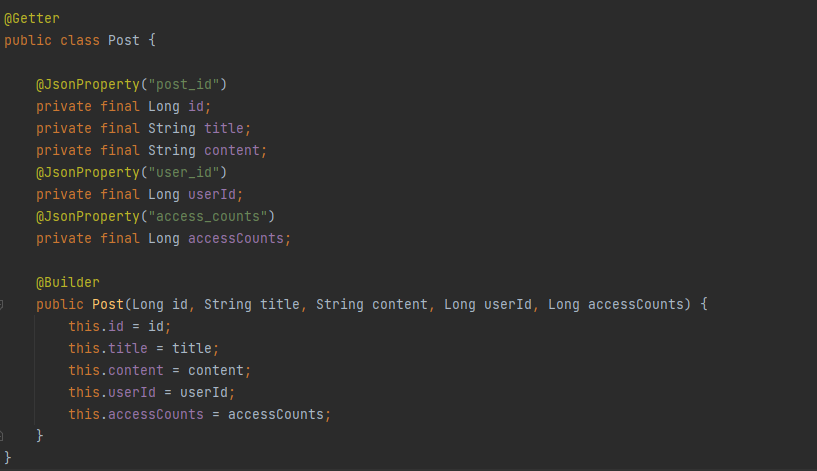 @Getter
public class Post {
@JsonProperty("post_id")
private final Long id;
private final String title;
private final String content;
@JsonProperty("user_id")
private final Long userId;
@JsonProperty("access_counts")
private final Long accessCounts;
@Builder
public Post(Long id, String title, String content, Long userId, Long accessCounts) {
this.id = id;
this.title = title;
this.content = content;
this.userId = userId;
this.accessCounts = accessCounts;
}
}